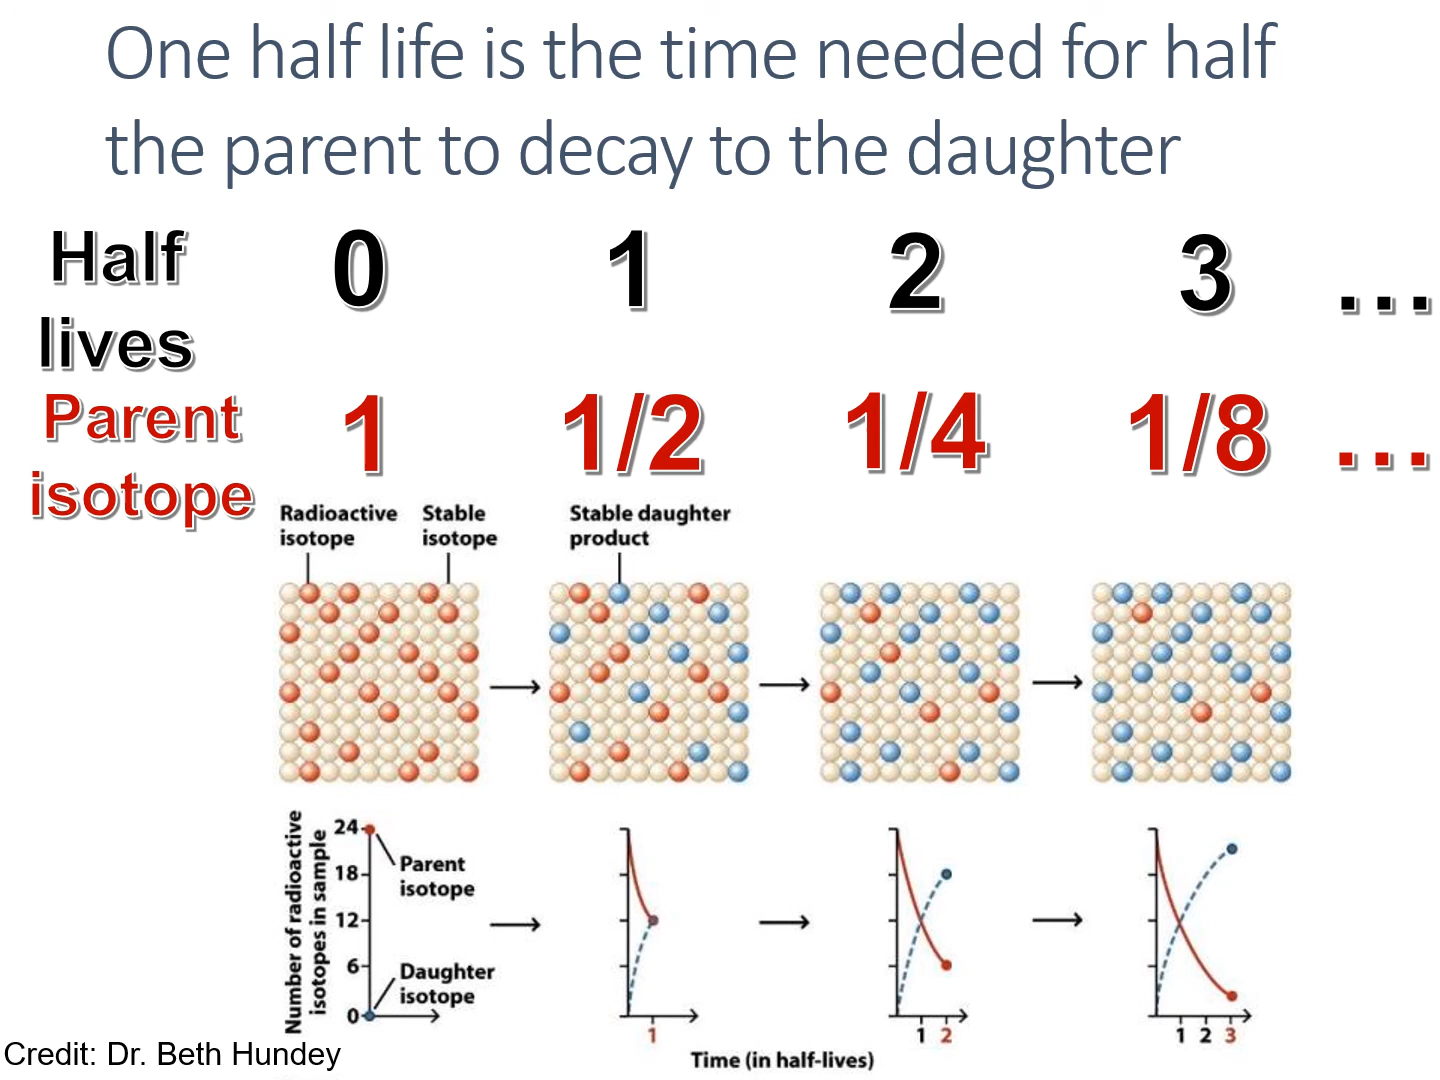 One half life is the time needed for half
the parent to decay to the daughter
Half
lives
0 1 2 3 ...
Parent
isotope
1 1/2 1/4 1/8 ...
Radioactive
isotope
Stable
isotope
Stable daughter
product
Number of radioactive
isotopes in sample
24
18
12
6
0
Parent
isotope
Daughter
isotope
1
1 2
1 2 3
Time (in half-lives)
Credit: Dr. Beth Hundey